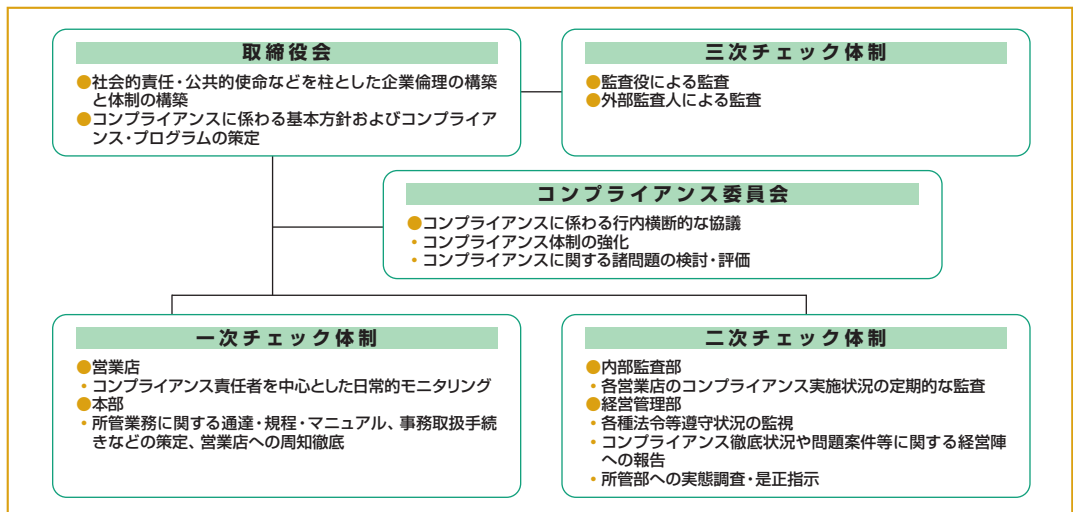 取締役会
●社会的責任・公共的使命などを柱とした企業倫理の構築
と体制の構築
●コンプライアンスに係わる基本方針およびコンプライア
ンス・プログラムの策定
三次チェック体制
●監査役による監査
●外部監査人による監査
コンプライアンス委員会
●コンプライアンスに係わる行内横断的な協議
・コンプライアンス体制の強化
・コンプライアンスに関する諸問題の検討・評価
一次チェック体制
●営業店
・コンプライアンス責任者を中心とした日常的モニタリング
●本部
・所管業務に関する通達・規程・マニュアル、事務取扱手続
きなどの策定、営業店への周知徹底
二次チェック体制
●内部監査部
・各営業店のコンプライアンス実施状況の定期的な監査
●経営管理部
・各種法令等遵守状況の監視
・コンプライアンス徹底状況や問題案件等に関する経営陣
への報告
・所管部への実態調査・是正指示